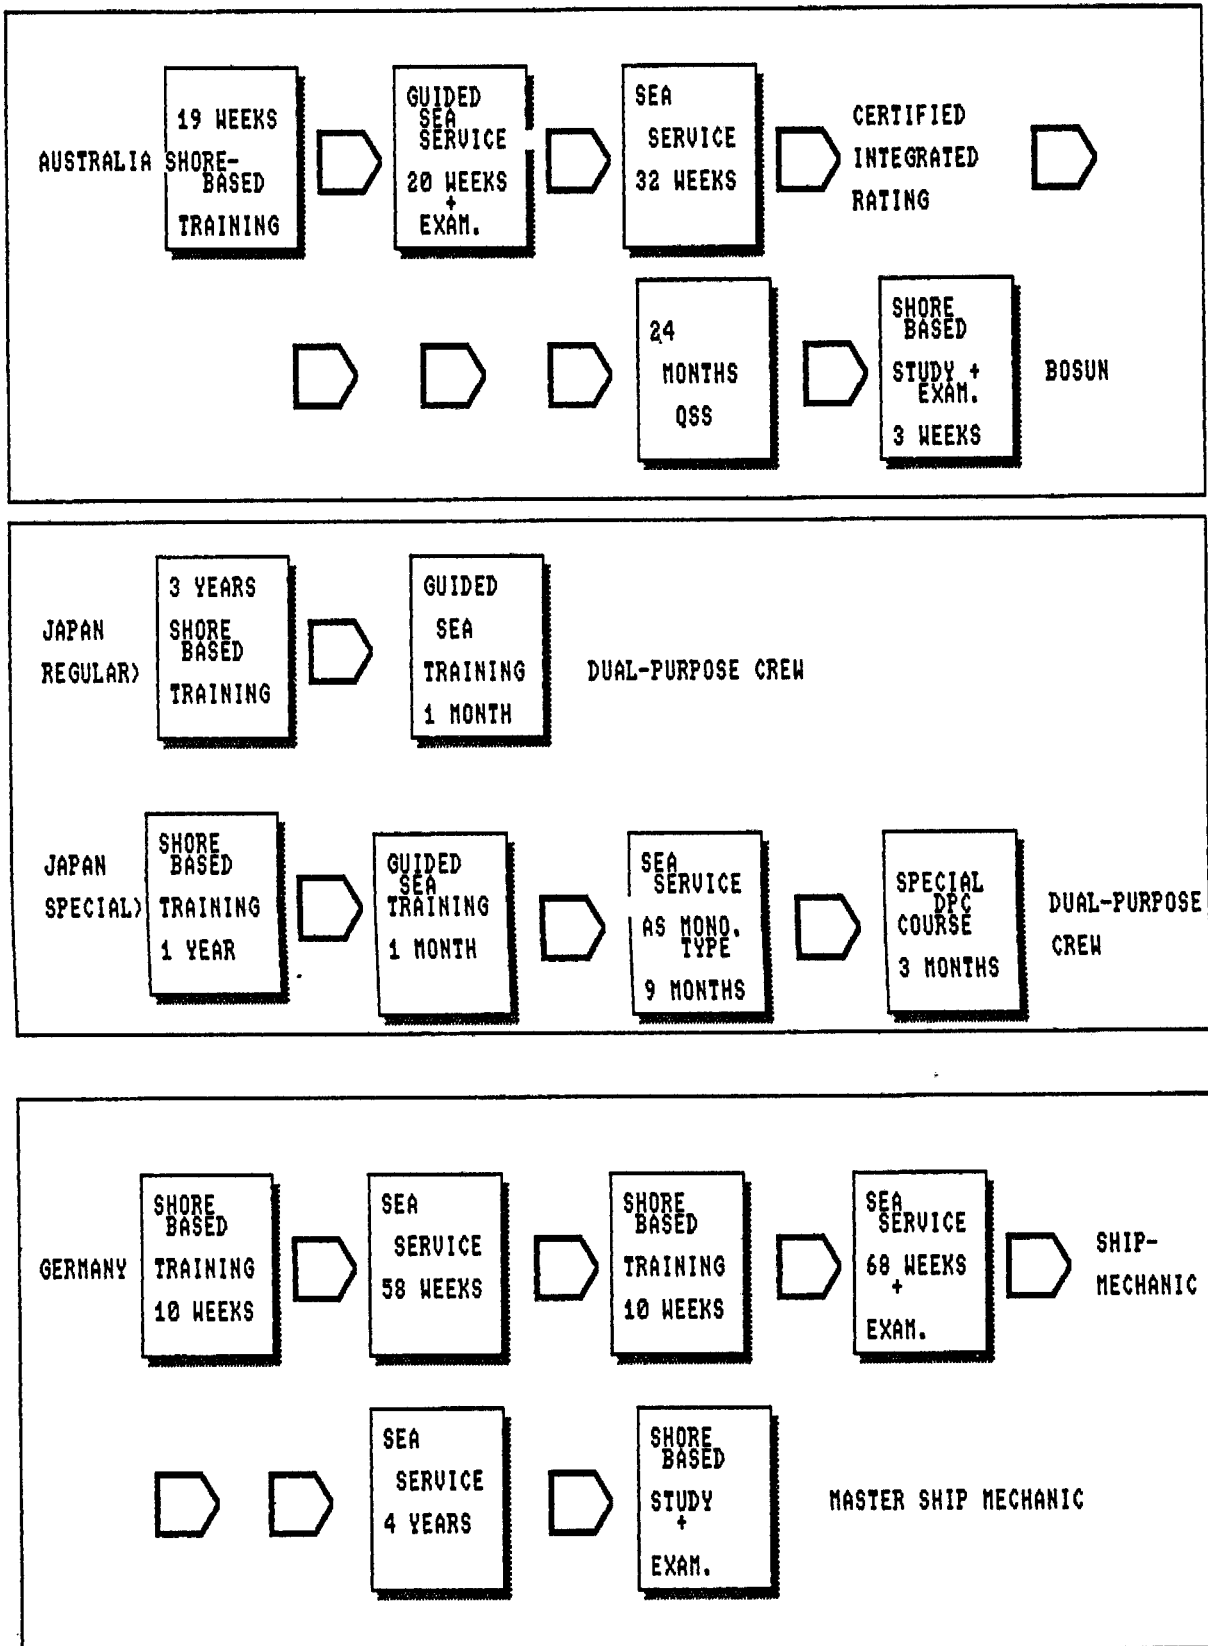 19 WEEKS
AUSTRALIA SHORE-
BASED
TRAINING
GUIDED
SEA
SERVICE
20 WEEKS
+
EXAM.
SEA
SERVICE
32 WEEKS
CERTIFIED
INTEGRATED
RATING
24
MONTHS
QSS
SHORE
BASED
STUDY +
EXAM.
3 WEEKS
BOSUN
JAPAN
REGULAR)
3 YEARS
SHORE
BASED
TRAINING
GUIDED
SEA
TRAINING
1 MONTH
DUAL-PURPOSE CREW
JAPAN
SPECIAL)
SHORE
BASED
TRAINING
1 YEAR
GUIDED
SEA
TRAINING
1 MONTH
SEA
SERVICE
AS MONO.
TYPE
9 MONTHS
SPECIAL
DPC
COURSE
3 MONTHS
DUAL-PURPOSE
CREW
GERMANY
SHORE
BASED
TRAINING
10 WEEKS
SEA
SERVICE
58 WEEKS
SHORE
BASED
TRAINING
10 WEEKS
SEA
SERVICE
68 WEEKS
+
EXAM.
SHIP-
MECHANIC
SEA
SERVICE
4 YEARS
SHORE
BASED
STUDY
+
EXAM.
MASTER SHIP MECHANIC